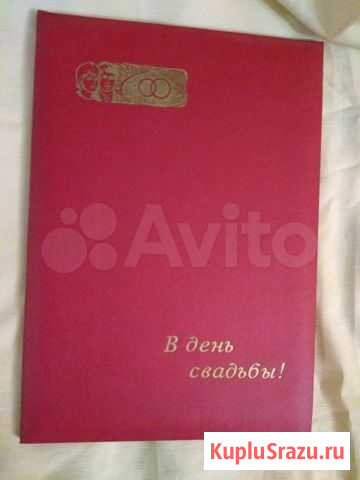 Avito
В день
свадьбы!
KupluSrazu.ru